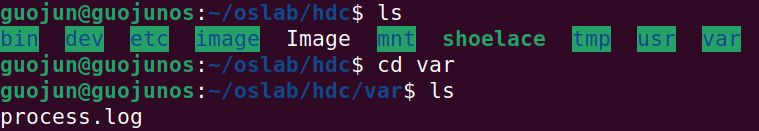 guojun@guojunos:~/oslab/hdc$ ls
bin dev etc image Image mnt shoelace tmp usr var
guojun@guojunos:~/oslab/hdc$ cd var
guojun@guojunos:~/oslab/hdc/var$ ls
process.log